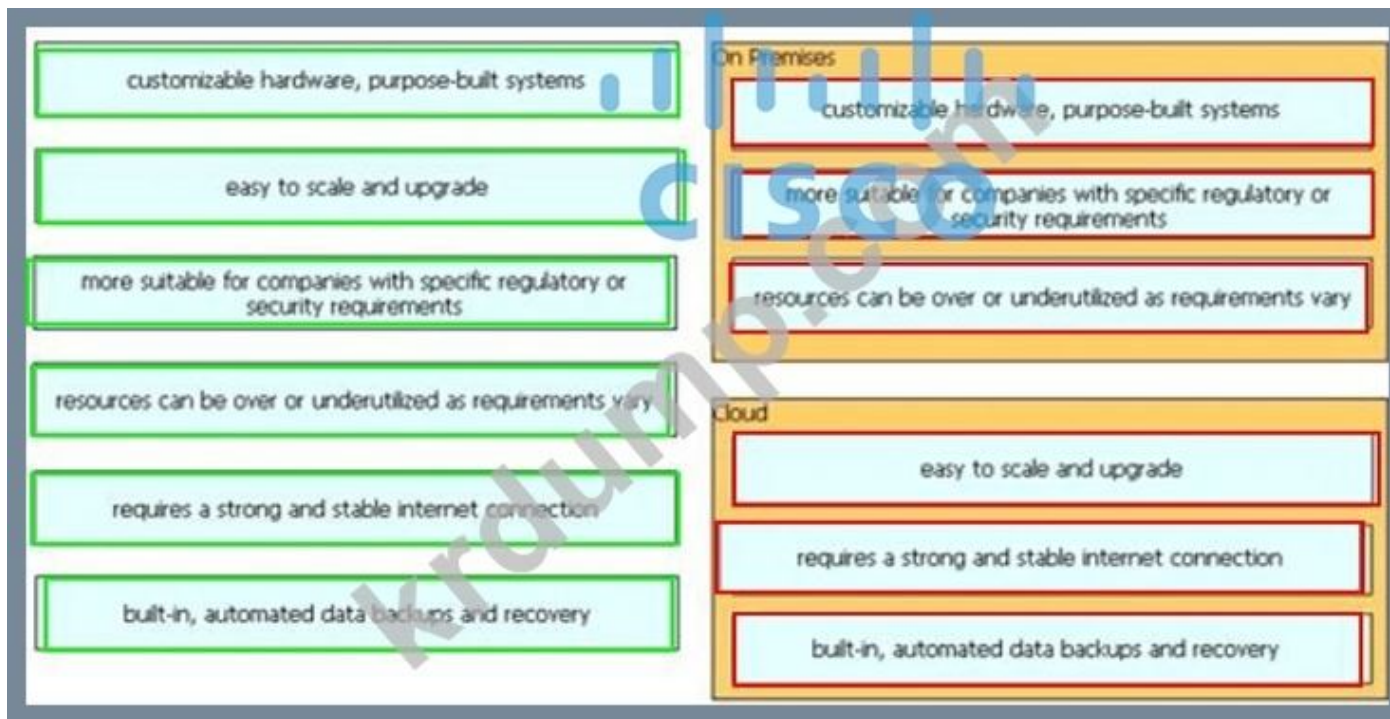 customizable hardware, purpose-built systems
easy to scale and upgrade
more suitable for companies with specific regulatory or
security requirements
resources can be over or underutilized as requirements vary
requires a strong and stable internet connection
built-in, automated data backups and recovery
On Premises
customizable hardware, purpose-built systems
more suitable for companies with specific regulatory or
security requirements
resources can be over or underutilized as requirements vary
Cloud
easy to scale and upgrade
requires a strong and stable internet connection
built-in, automated data backups and recovery
cisco
krdump.com